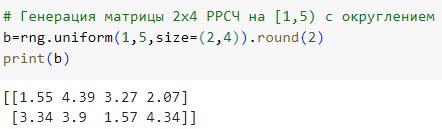 # Генерация матрицы 2x4 РРСЧ на [1,5) с округлением
b=rng.uniform(1,5,size=(2,4)).round(2)
print(b)
[[1.55 4.39 3.27 2.07]
 [3.34 3.9  1.57 4.34]]